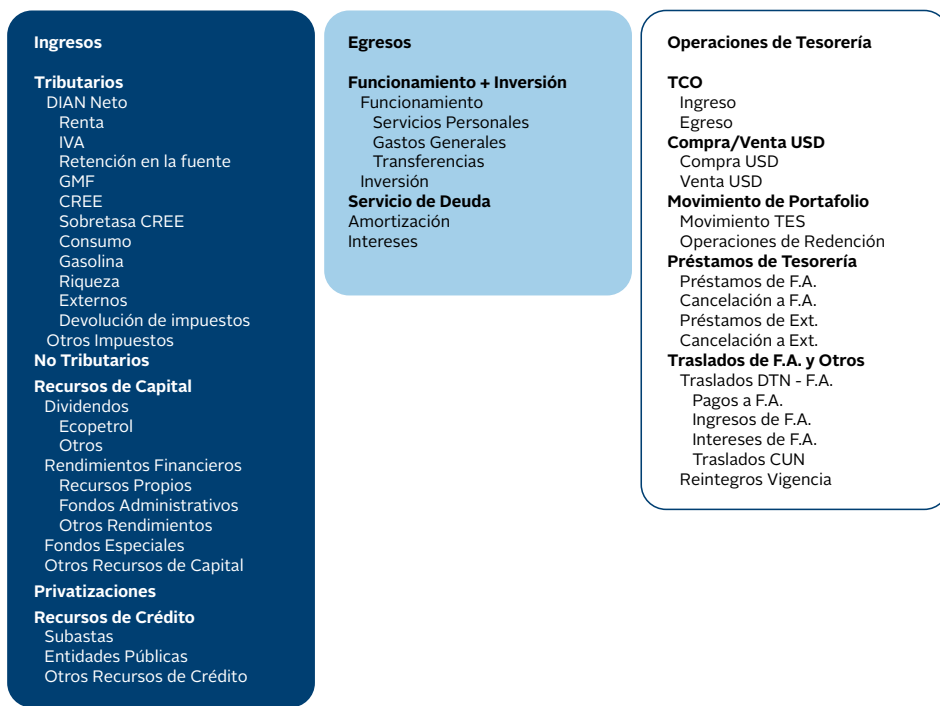 Ingresos
Tributarios
DIAN Neto
Renta
IVA
Retención en la fuente
GMF
CREE
Sobretasa CREE
Consumo
Gasolina
Riqueza
Externos
Devolución de impuestos
Otros Impuestos
No Tributarios
Recursos de Capital
Dividendos
Ecopetrol
Otros
Rendimientos Financieros
Recursos Propios
Fondos Administrativos
Otros Rendimientos
Fondos Especiales
Otros Recursos de Capital
Privatizaciones
Recursos de Crédito
Subastas
Entidades Públicas
Otros Recursos de Crédito
Egresos
Funcionamiento + Inversión
Funcionamiento
Servicios Personales
Gastos Generales
Transferencias
Inversión
Servicio de Deuda
Amortización
Intereses
Operaciones de Tesorería
TCO
Ingreso
Egreso
Compra/Venta USD
Compra USD
Venta USD
Movimiento de Portafolio
Movimiento TES
Operaciones de Redención
Préstamos de Tesorería
Préstamos de F.A.
Cancelación a F.A.
Préstamos de Ext.
Cancelación a Ext.
Traslados de F.A. y Otros
Traslados DTN - F.A.
Pagos a F.A.
Ingresos de F.A.
Intereses de F.A.
Traslados CUN
Reintegros Vigencia